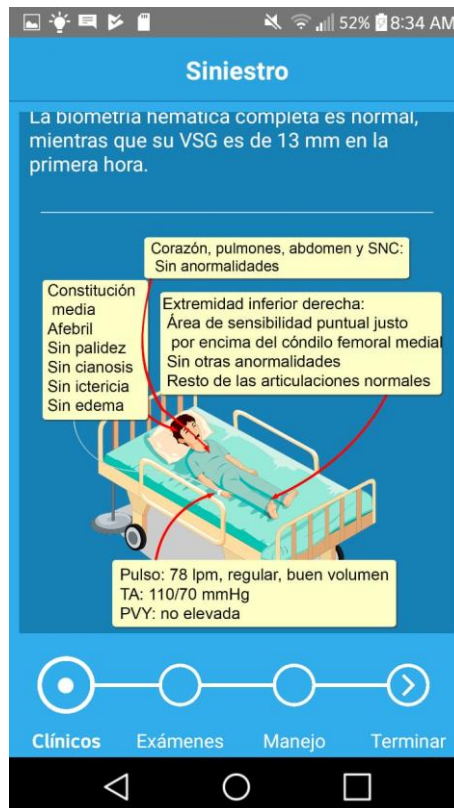 52% 8:34 AM
Siniestro
La biometría hemática completa es normal,
mientras que su VSG es de 13 mm en la
primera hora.
Corazón, pulmones, abdomen y SNC:
Sin anormalidades
Constitución
media
Afebril
Sin palidez
Sin cianosis
Sin ictericia
Sin edema
Extremidad inferior derecha:
Área de sensibilidad puntual justo
por encima del cóndilo femoral medial
Sin otras anormalidades
Resto de las articulaciones normales
Pulso: 78 lpm, regular, buen volumen
TA: 110/70 mmHg
PVY: no elevada
Clínicos Exámenes Manejo Terminar